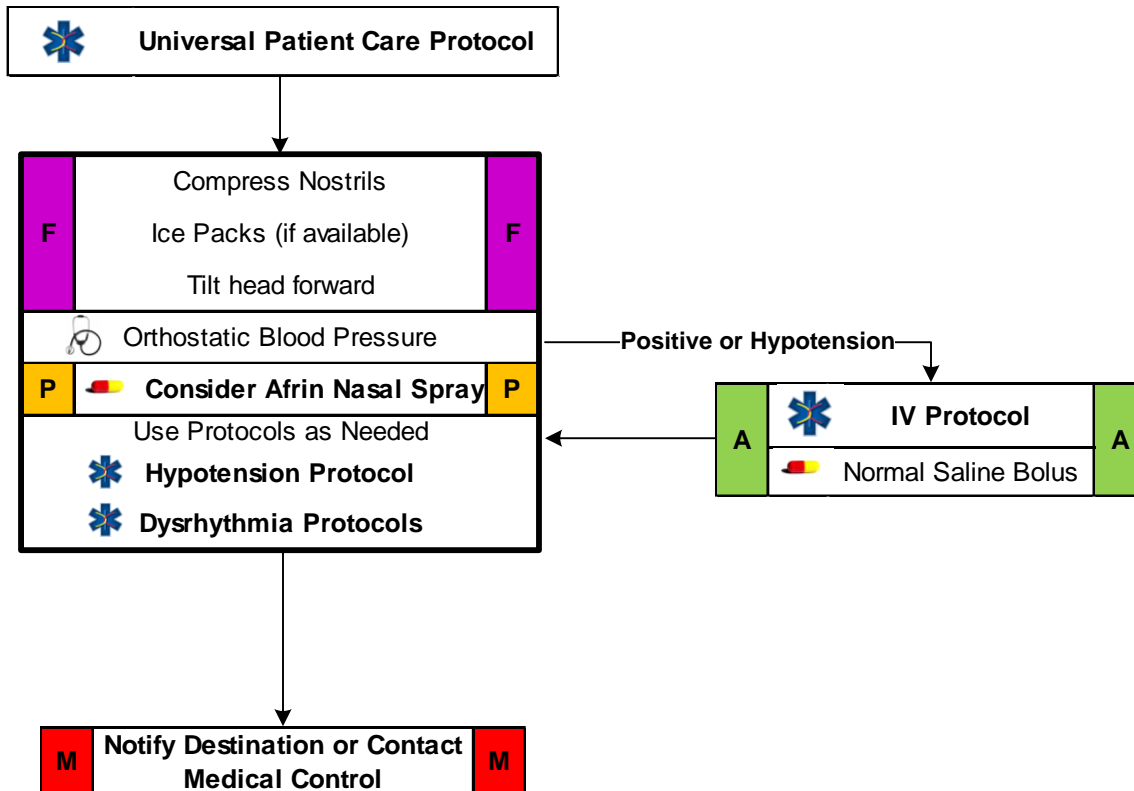 Universal Patient Care Protocol
Compress Nostrils
F Ice Packs (if available) F
Tilt head forward
Orthostatic Blood Pressure
Positive or Hypotension
P Consider Afrin Nasal Spray P
Use Protocols as Needed
Hypotension Protocol
Dysrhythmia Protocols
IV Protocol
A A
Normal Saline Bolus
Notify Destination or Contact
M M
Medical Control